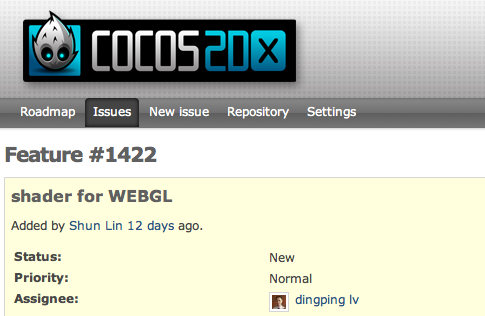 COCOS2DX
Roadmap Issues New issue Repository Settings
Feature #1422
shader for WEBGL
Added by Shun Lin 12 days ago.
Status: New
Priority: Normal
Assignee: dingping lv